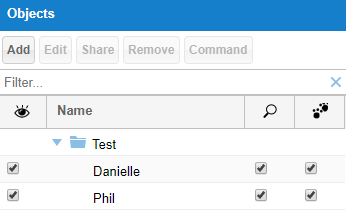 Objects
Add Edit Share Remove Command
Filter...
Name
Test
Danielle
Phil